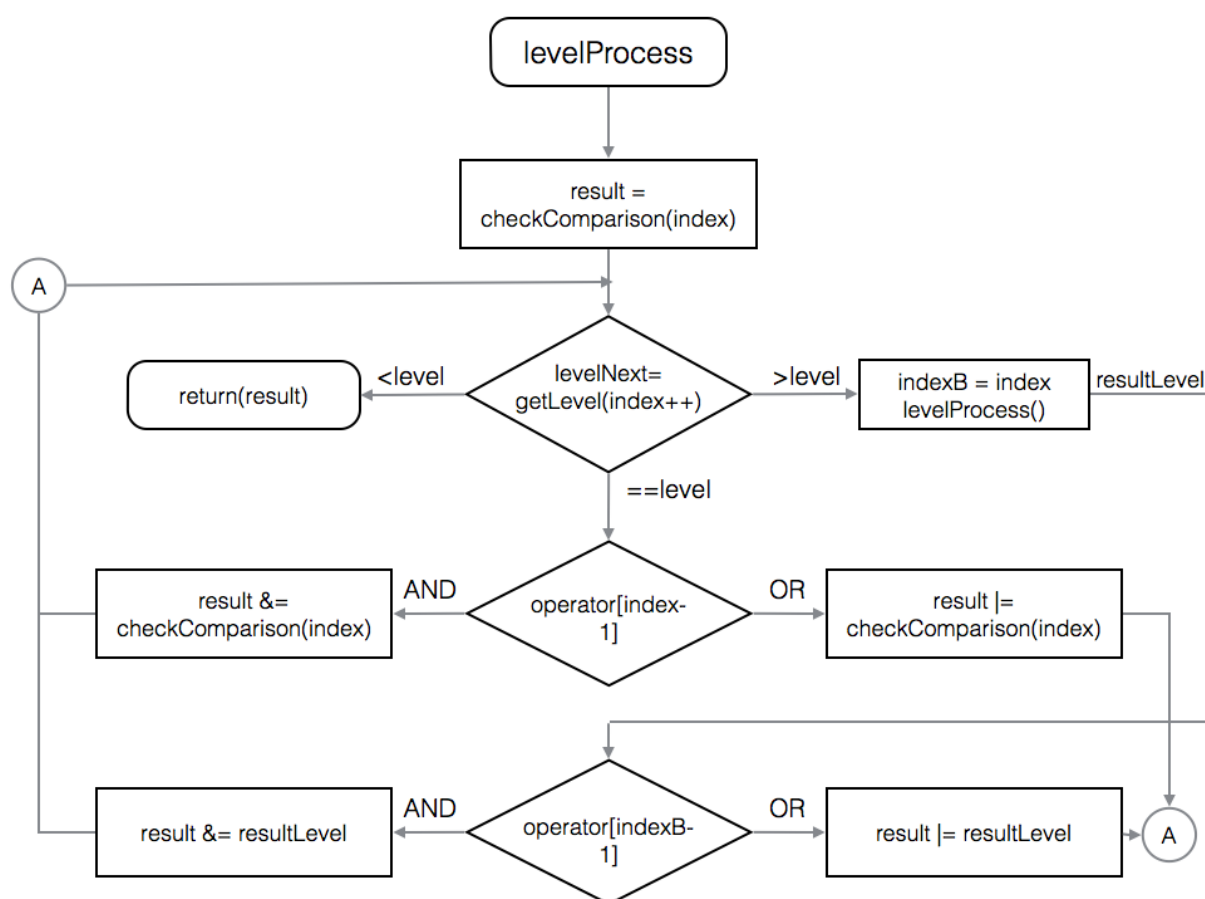 levelProcess
result =
checkComparison(index)
A
<level
levelNext=
getLevel(index++)
>level
return(result)
indexB = index
levelProcess()
resultLevel
==level
result &=
checkComparison(index)
AND
operator[index-
1]
OR
result |=
checkComparison(index)
result &= resultLevel
AND
operator[indexB-
1]
OR
result |= resultLevel
A